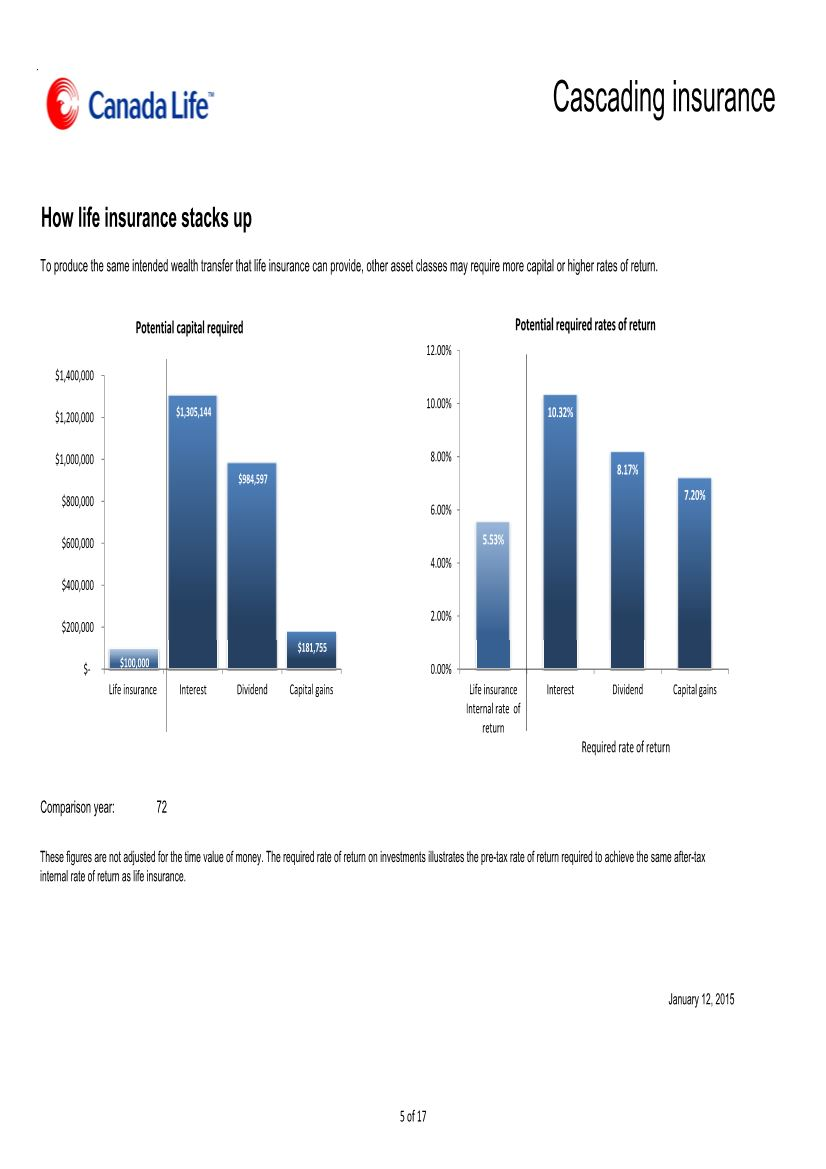 Canada Life™
Cascading insurance
How life insurance stacks up
To produce the same intended wealth transfer that life insurance can provide, other asset classes may require more capital or higher rates of return.
Potential capital required
$1,400,000
$1,200,000
$1,000,000
$800,000
$600,000
$400,000
$200,000
$-
$100,000
$1,305,144
$984,597
$181,755
Life insurance
Interest
Dividend
Capital gains
Potential required rates of return
12.00%
10.00%
8.00%
6.00%
4.00%
2.00%
0.00%
5.53%
10.32%
8.17%
7.20%
Life insurance
Internal rate of
return
Interest
Dividend
Capital gains
Required rate of return
Comparison year: 72
These figures are not adjusted for the time value of money. The required rate of return on investments illustrates the pre-tax rate of return required to achieve the same after-tax
internal rate of return as life insurance.
January 12, 2015
5 of 17